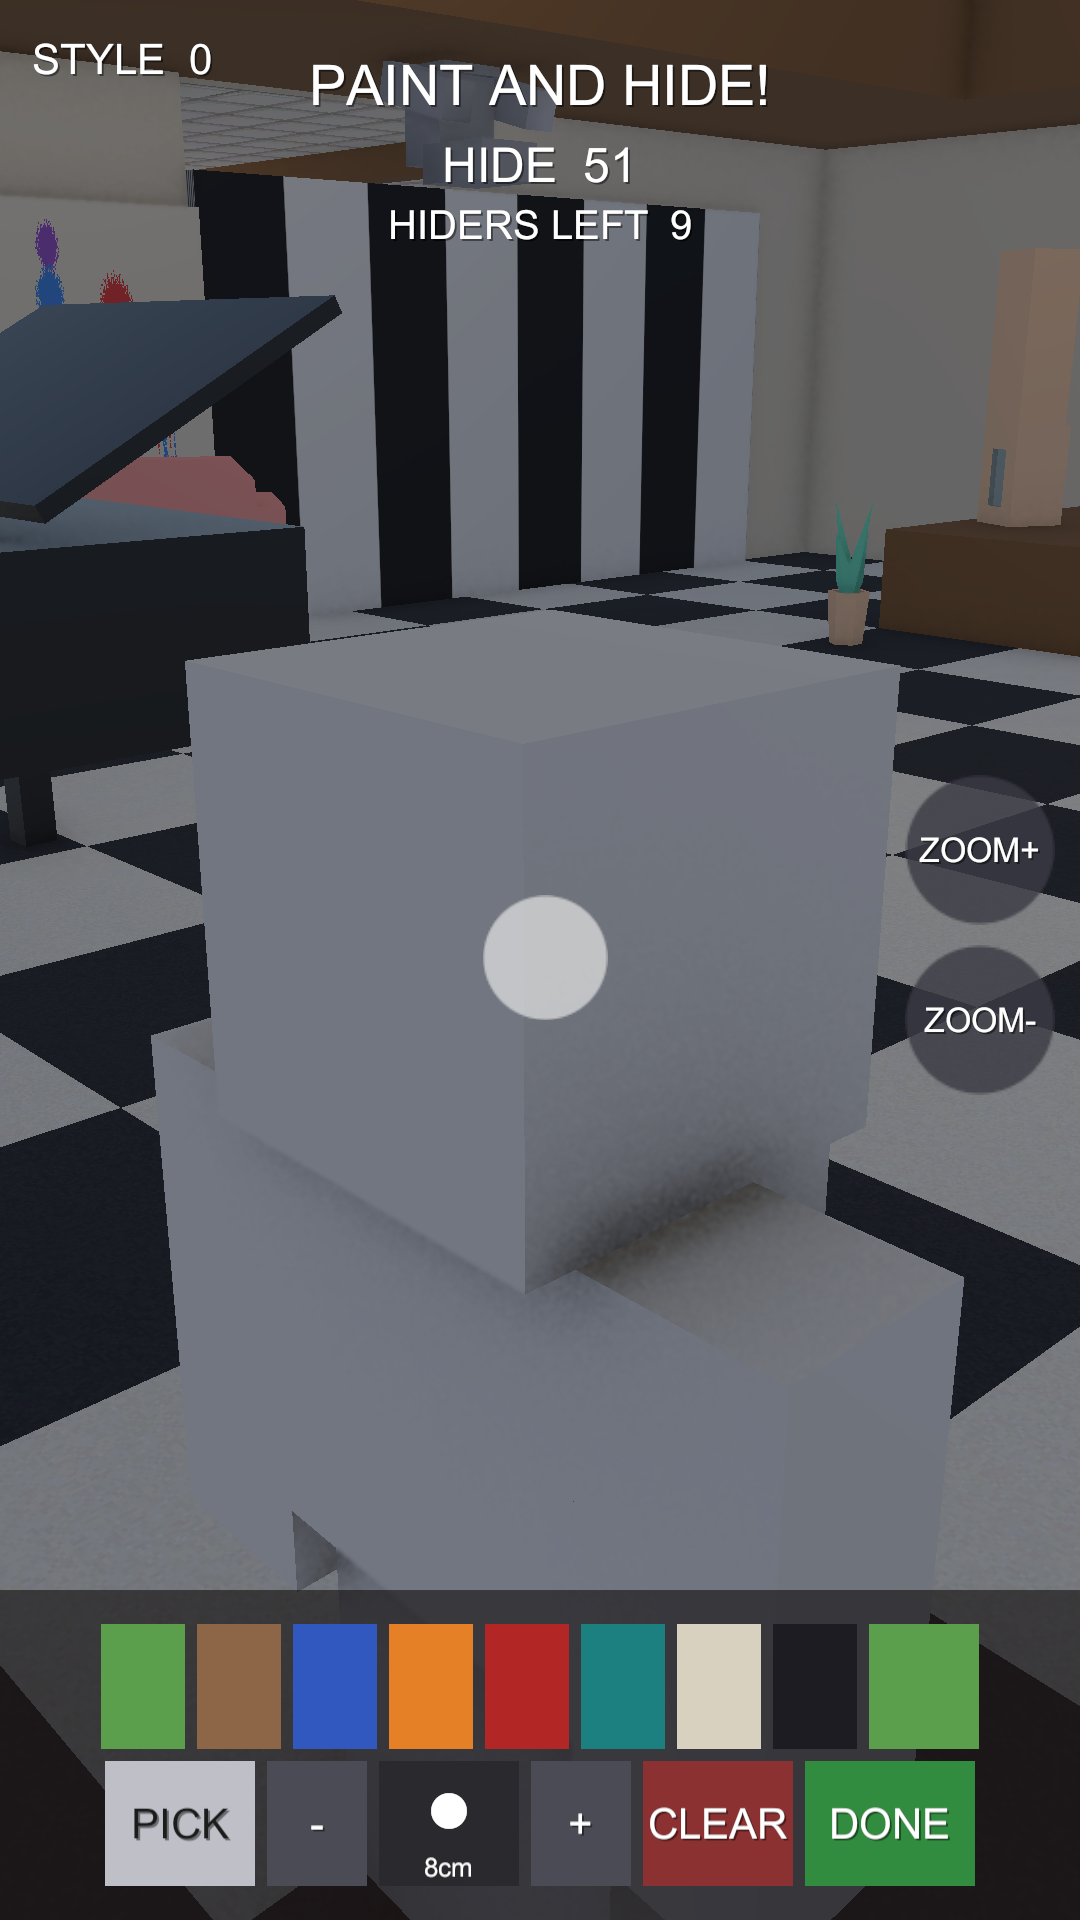 STYLE 0
PAINT AND HIDE!
HIDE 51
HIDERS LEFT 9
ZOOM+
ZOOM-
PICK
-
8cm
+
CLEAR
DONE